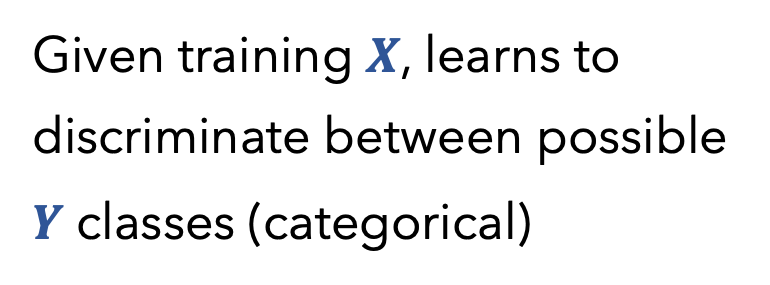 Given training X, learns to
discriminate between possible
Y classes (categorical)